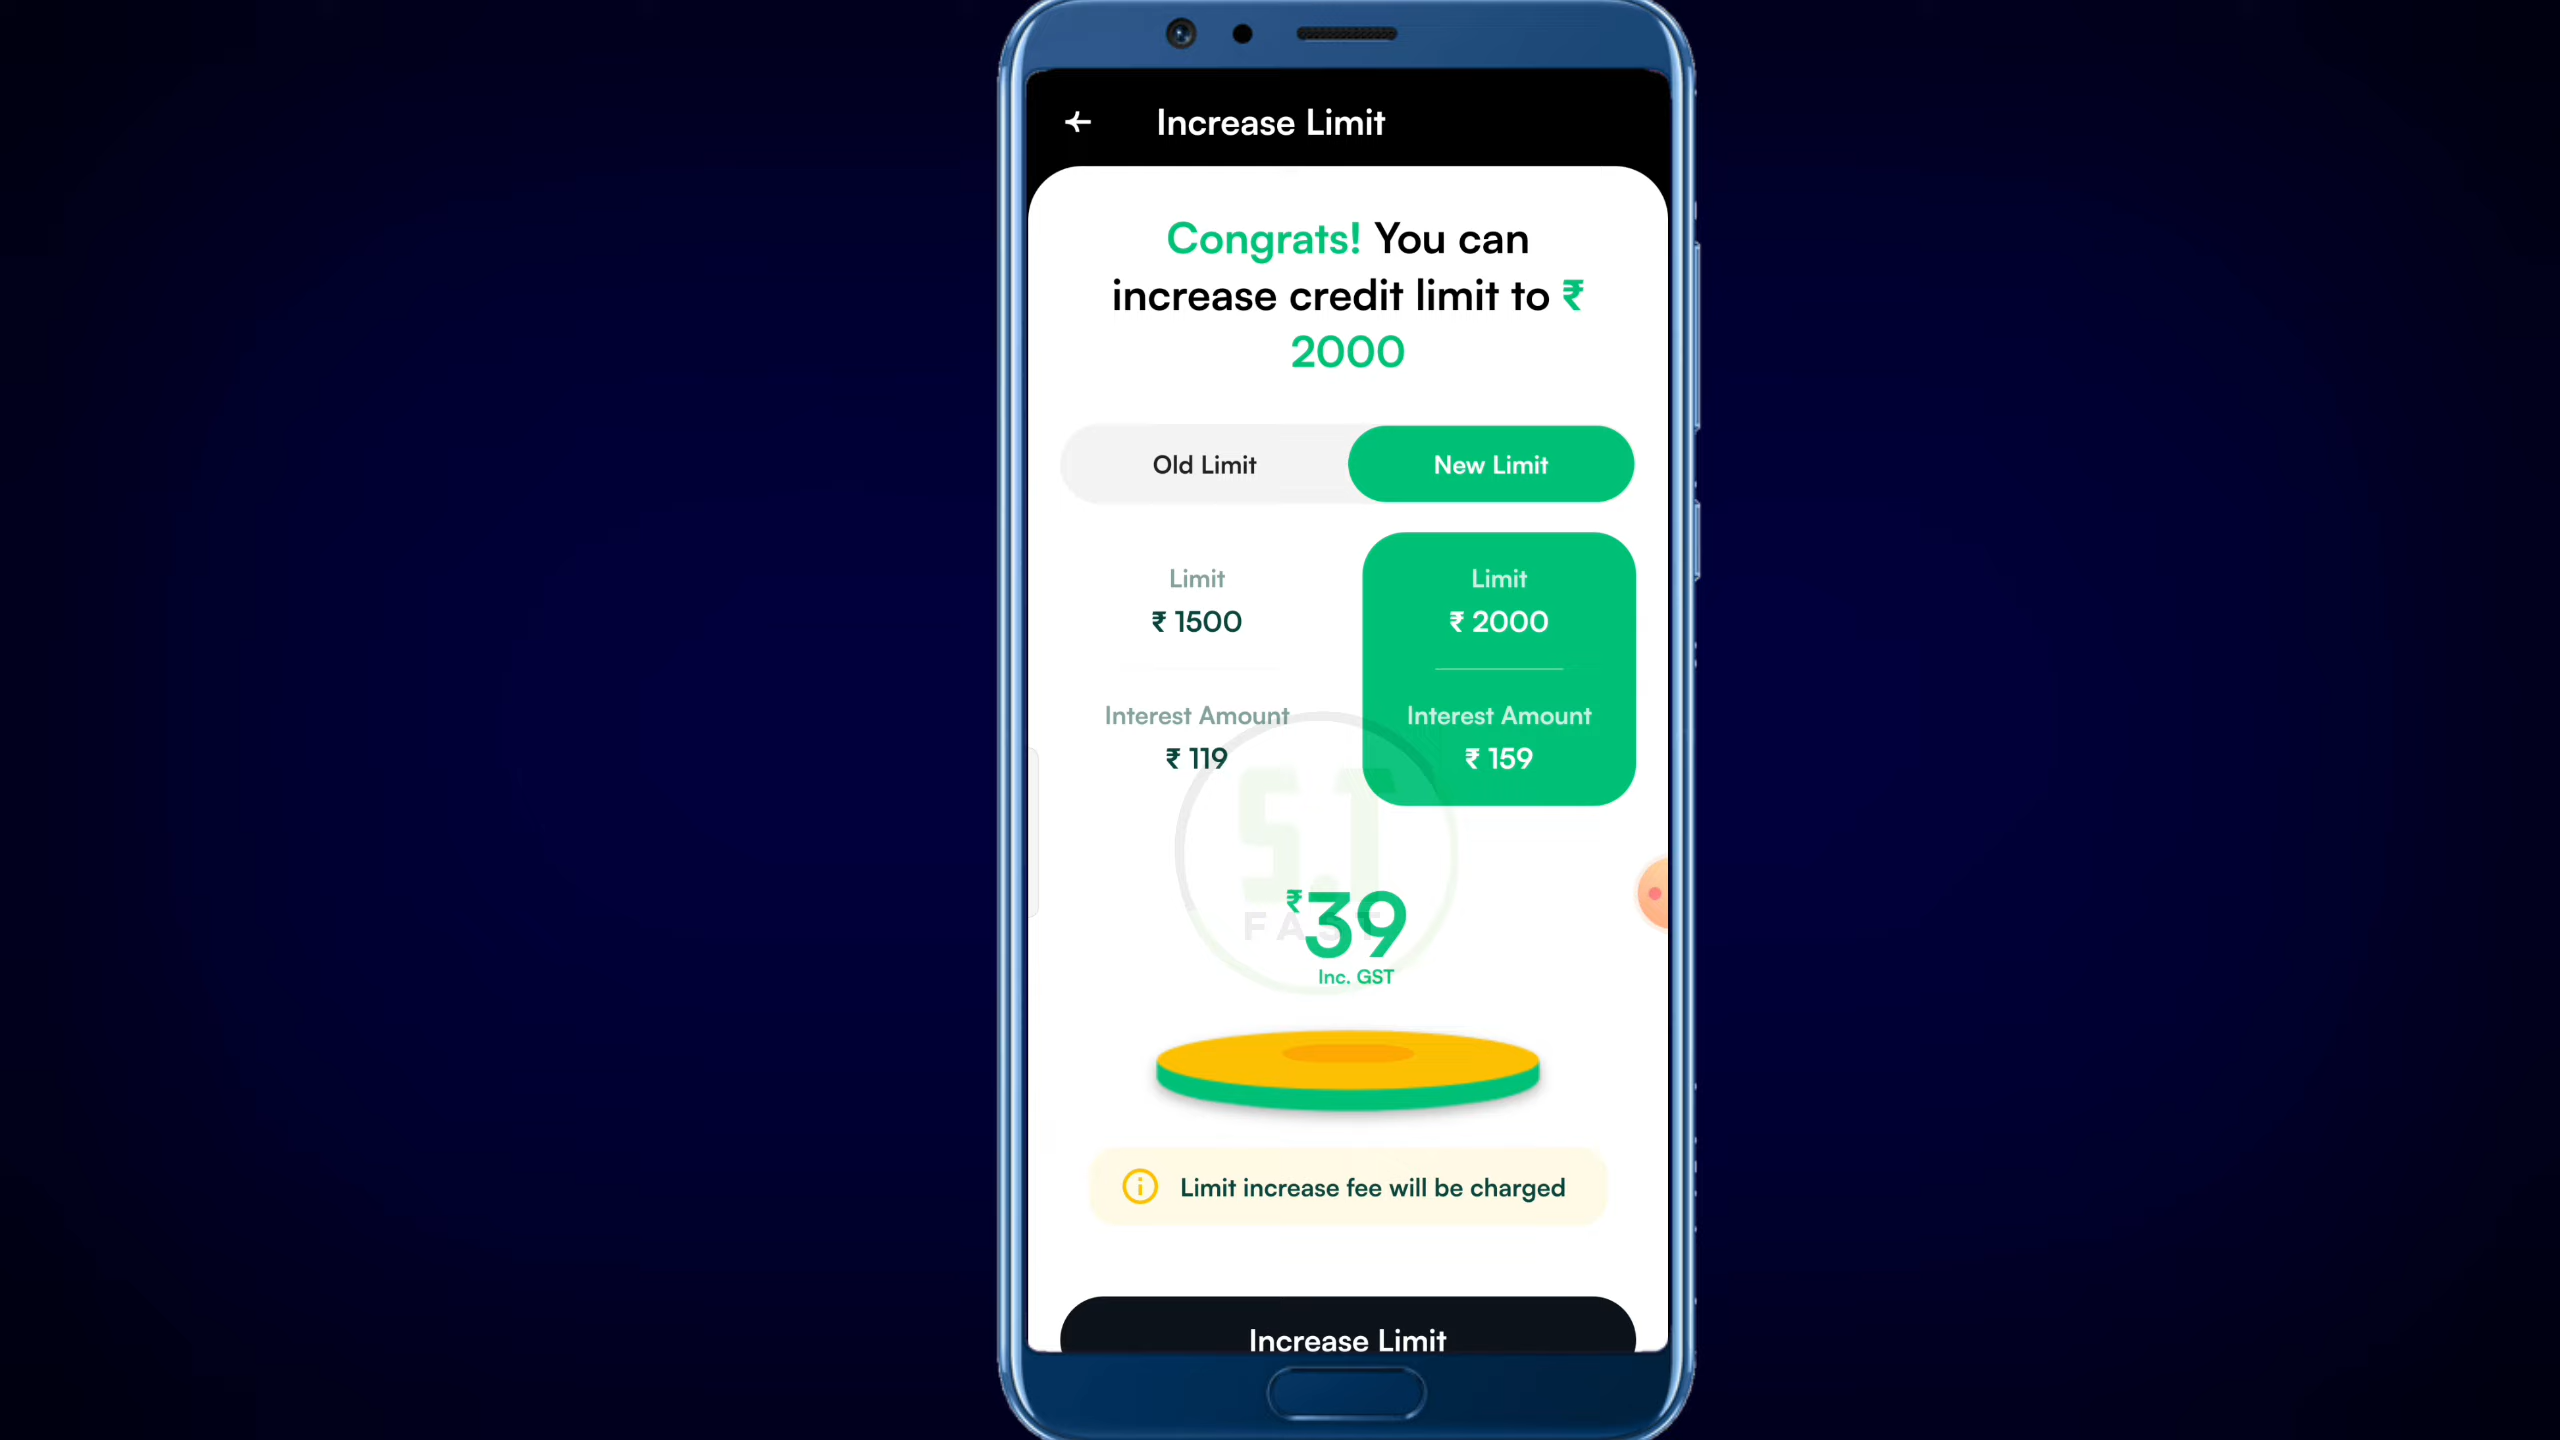 Increase Limit
Congrats! You can
increase credit limit to ₹
2000
Old Limit
New Limit
Limit
₹ 1500
Limit
₹ 2000
Interest Amount
₹ 119
Interest Amount
₹ 159
S.T
FAST
₹39
Inc. GST
Limit increase fee will be charged
Increase Limit